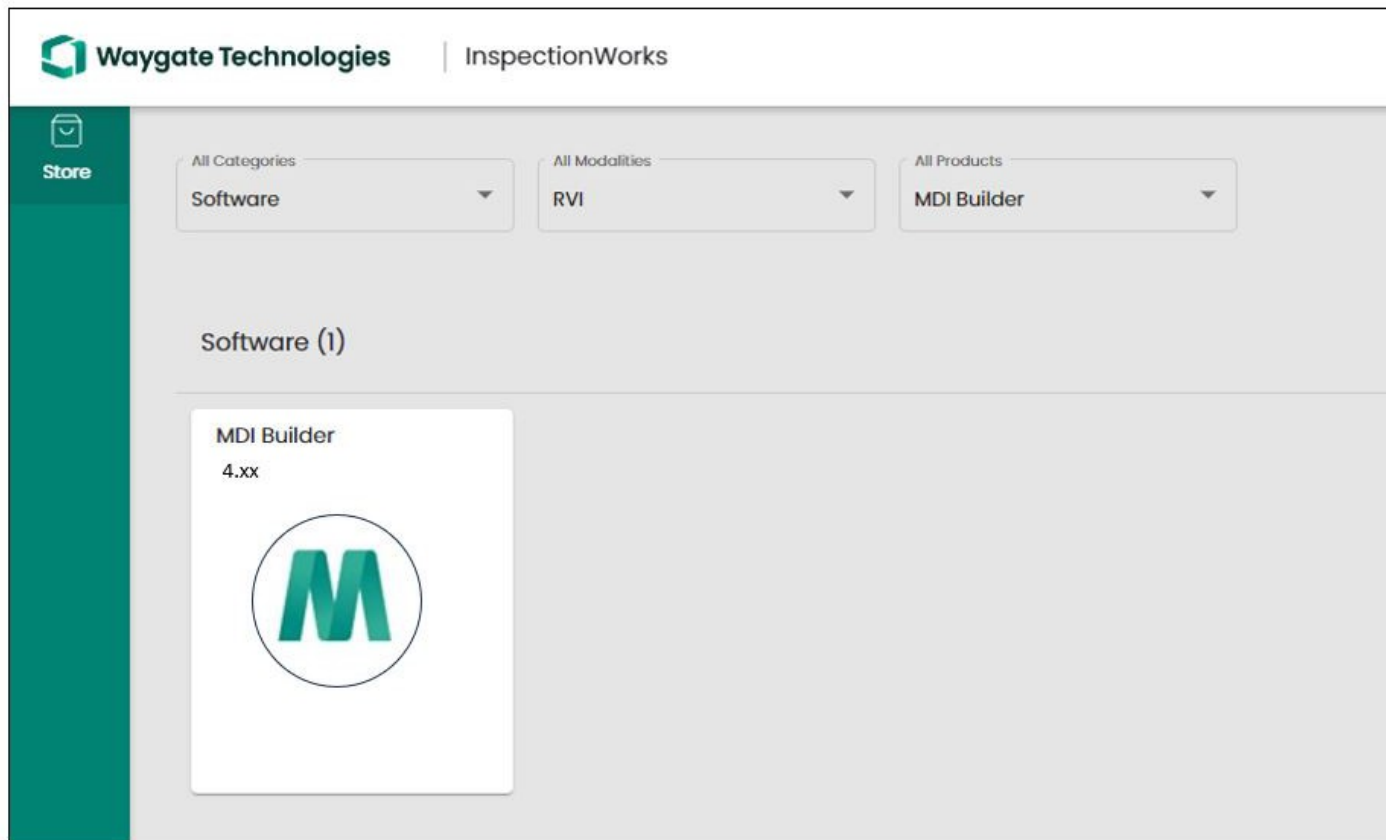 Waygate Technologies | InspectionWorks
Store
All Categories
Software
All Modalities
RVI
All Products
MDI Builder
Software (1)
MDI Builder
4.xx
M